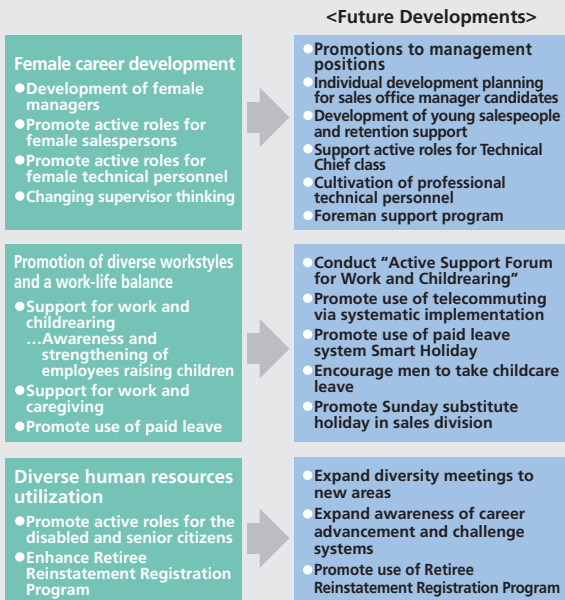 <Future Developments>
Female career development
●Development of female
managers
●Promote active roles for
female salespersons
●Promote active roles for
female technical personnel
●Changing supervisor thinking
●Promotions to management
positions
●Individual development planning
for sales office manager candidates
●Development of young salespeople
and retention support
●Support active roles for Technical
Chief class
●Cultivation of professional
technical personnel
●Foreman support program
Promotion of diverse workstyles
and a work-life balance
●Support for work and
childrearing
…Awareness and
strengthening of
employees raising children
●Support for work and
caregiving
●Promote use of paid leave
●Conduct “Active Support Forum
for Work and Childrearing”
●Promote use of telecommuting
via systematic implementation
●Promote use of paid leave
system Smart Holiday
●Encourage men to take childcare
leave
●Promote Sunday substitute
holiday in sales division
Diverse human resources
utilization
●Promote active roles for the
disabled and senior citizens
●Enhance Retiree
Reinstatement Registration
Program
●Expand diversity meetings to
new areas
●Expand awareness of career
advancement and challenge
systems
●Promote use of Retiree
Reinstatement Registration Program